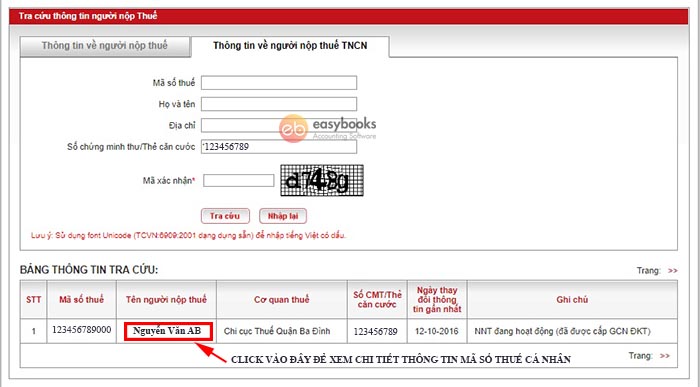 Tra cứu thông tin người nộp Thuế
Thông tin về người nộp thuế
Thông tin về người nộp thuế TNCN
Mã số thuế
Họ và tên
Địa chỉ
eb easybooks
Accounting Software
Số chứng minh thư/Thẻ căn cước '123456789
Mã xác nhận* d748g
Tra cứu Nhập lại
Lưu ý: Sử dụng font Unicode (TCVN:6909:2001 dạng dựng sẵn) để nhập tiếng Việt có dấu.
BẢNG THÔNG TIN TRA CỨU: Trang: >>
STT Mã số thuế Tên người nộp thuế Cơ quan thuế Số CMT/Thẻ căn cước Ngày thay đổi thông tin gần nhất Ghi chú
1 123456789000 Nguyễn Văn AB Chi cục Thuế Quận Ba Đình 123456789 12-10-2016 NNT đang hoạt động (đã được cấp GCN ĐKT)
Trang: >>
CLICK VÀO ĐÂY ĐỂ XEM CHI TIẾT THÔNG TIN MÃ SỐ THUẾ CÁ NHÂN